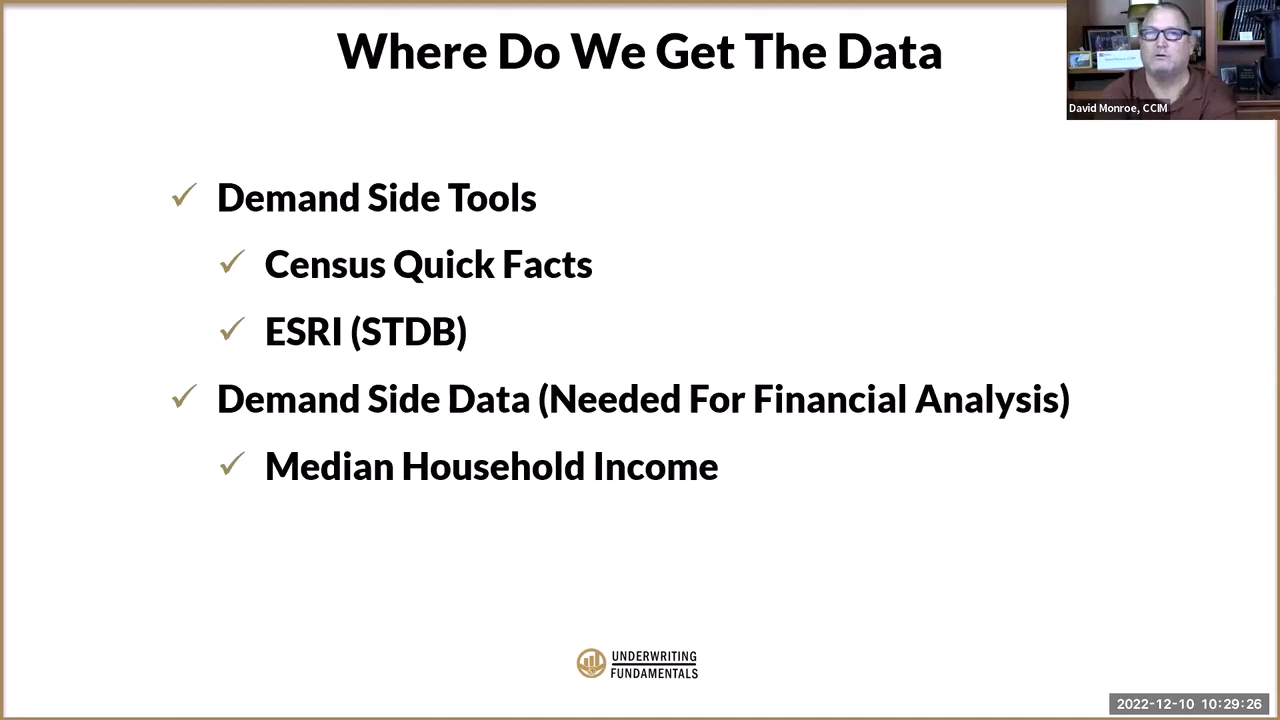 Where Do We Get The Data
David Monroe, CCIM
Demand Side Tools
Census Quick Facts
ESRI (STDB)
Demand Side Data (Needed For Financial Analysis)
Median Household Income
UNDERWRITING
FUNDAMENTALS
2022-12-10 10:29:26